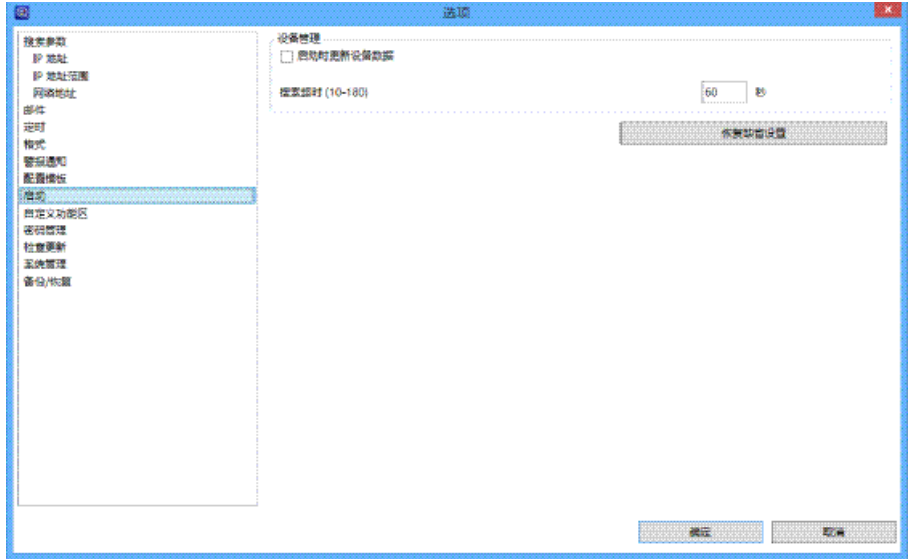 选项
搜索参数
IP 地址
IP 地址范围
网络地址
邮件
定时
格式
警报通知
配置模板
启动
自定义功能区
密码管理
检查更新
系统管理
备份/恢复
设备管理
启动时更新设备数据
搜索超时 (10-180)
60 秒
恢复缺省设置
确定
取消